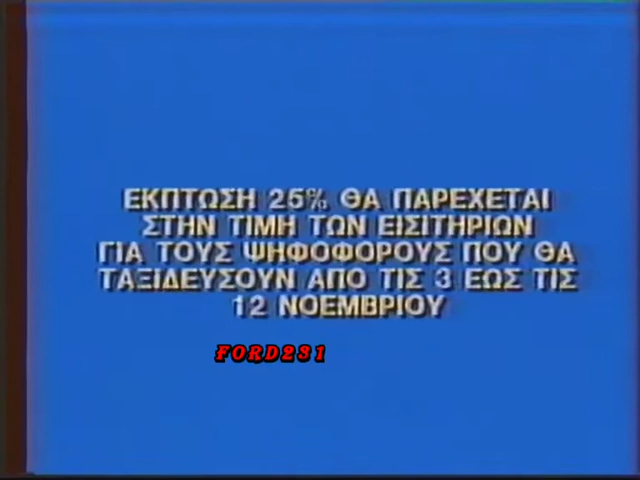 ΕΚΠΤΩΣΗ 25% ΘΑ ΠΑΡΕΧΕΤΑΙ
ΣΤΗΝ ΤΙΜΗ ΤΩΝ ΕΙΣΙΤΗΡΙΩΝ
ΓΙΑ ΤΟΥΣ ΨΗΦΟΦΟΡΟΥΣ ΠΟΥ ΘΑ
ΤΑΞΙΔΕΥΣΟΥΝ ΑΠΟ ΤΙΣ 3 ΕΩΣ ΤΙΣ
12 ΝΟΕΜΒΡΙΟΥ
FORD231